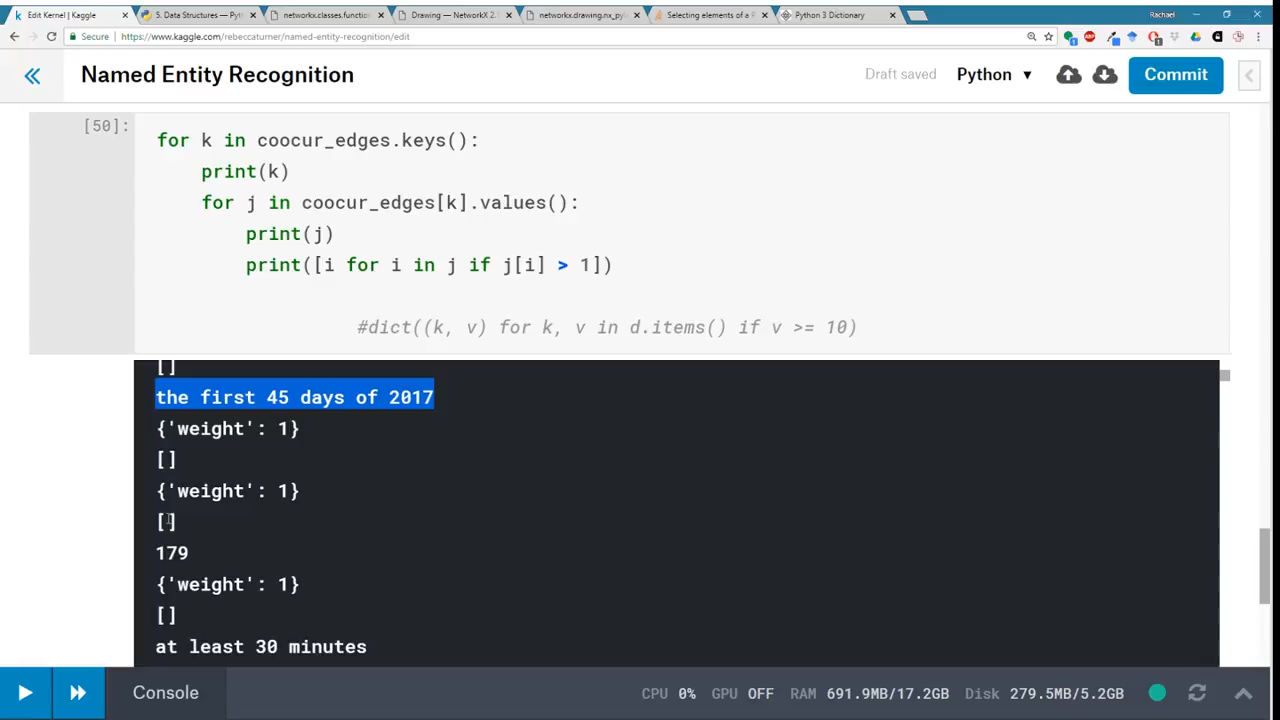 Edit Kernel | Kaggle
5. Data Structures — Pyth
networkx.classes.function
Drawing — NetworkX 2.1
networkx.drawing.nx_pyl
Selecting elements of a P
Python 3 Dictionary
Rachael
Secure | https://www.kaggle.com/rebeccaturner/named-entity-recognition/edit
Named Entity Recognition
Draft saved
Python
Commit
[50]:
for k in coocur_edges.keys():
print(k)
for j in coocur_edges[k].values():
print(j)
print([i for i in j if j[i] > 1])
#dict((k, v) for k, v in d.items() if v >= 10)
[]
the first 45 days of 2017
{'weight': 1}
[]
{'weight': 1}
[]
179
{'weight': 1}
[]
at least 30 minutes
Console
CPU 0% GPU OFF RAM 691.9MB/17.2GB Disk 279.5MB/5.2GB